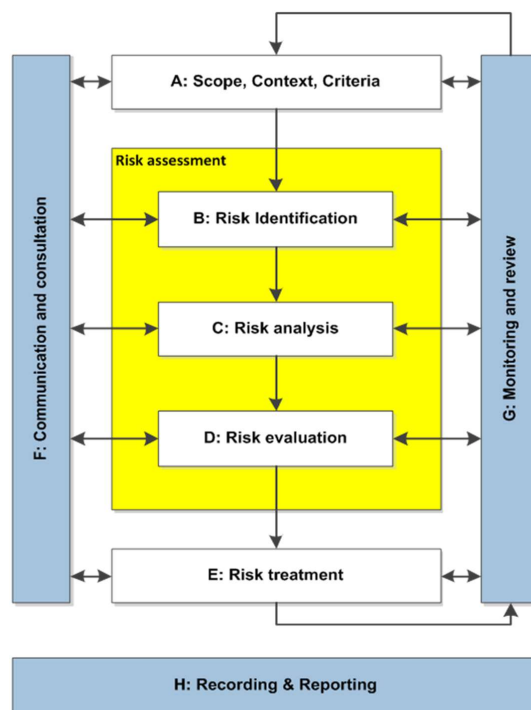 A: Scope, Context, Criteria
Risk assessment
B: Risk Identification
C: Risk analysis
D: Risk evaluation
E: Risk treatment
F: Communication and consultation
G: Monitoring and review
H: Recording & Reporting